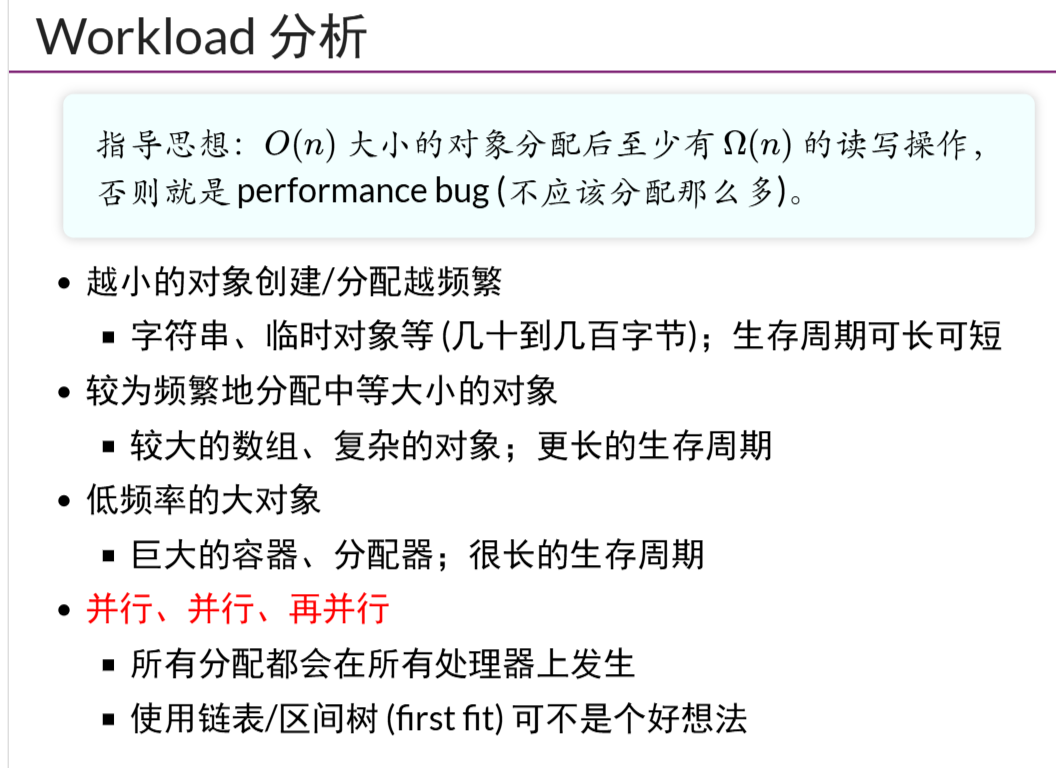 Workload 分析
指导思想：O(n) 大小的对象分配后至少有 Ω(n) 的读写操作，
否则就是 performance bug (不应该分配那么多)。
• 越小的对象创建/分配越频繁
▪ 字符串、临时对象等 (几十到几百字节)；生存周期可长可短
• 较为频繁地分配中等大小的对象
▪ 较大的数组、复杂的对象；更长的生存周期
• 低频率的大对象
▪ 巨大的容器、分配器；很长的生存周期
• 并行、并行、再并行
▪ 所有分配都会在所有处理器上发生
▪ 使用链表/区间树 (first fit) 可不是个好想法